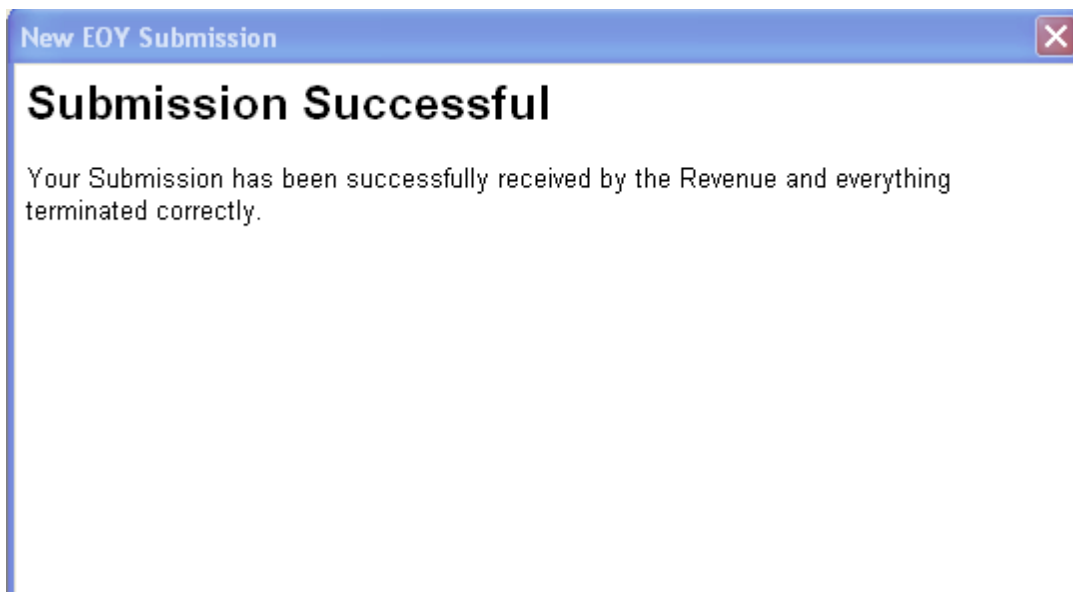 New EOY Submission
Submission Successful
Your Submission has been successfully received by the Revenue and everything
terminated correctly.